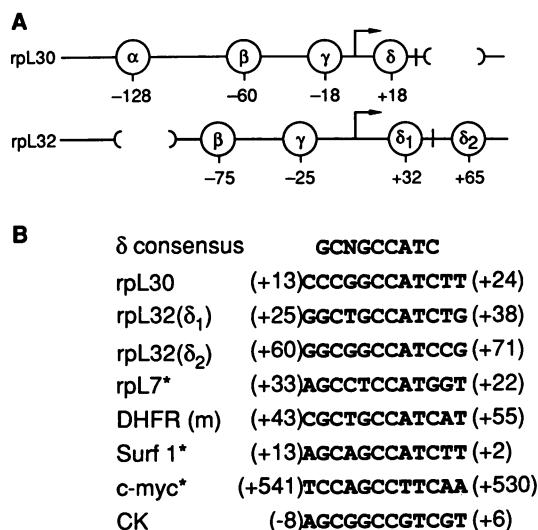 A
rpL30 α β γ δ
−128 −60 −18 +18
rpL32 β γ δ1 δ2
−75 −25 +32 +65
B
δ consensus GCNGCCATC
rpL30 (+13)CCCGGCCATCTT(+24)
rpL32(δ1) (+25)GGCTGCCATCTG(+38)
rpL32(δ2) (+60)GGCGGCCATCCG(+71)
rpL7* (+33)AGCCTCCATGGT(+22)
DHFR (m) (+43)CGCTGCCATCAT(+55)
Surf 1* (+13)AGCAGCCATCTT(+2)
c-myc* (+541)TCCAGCCTTCAA(+530)
CK (-8)AGCGGCCGTCGT(+6)